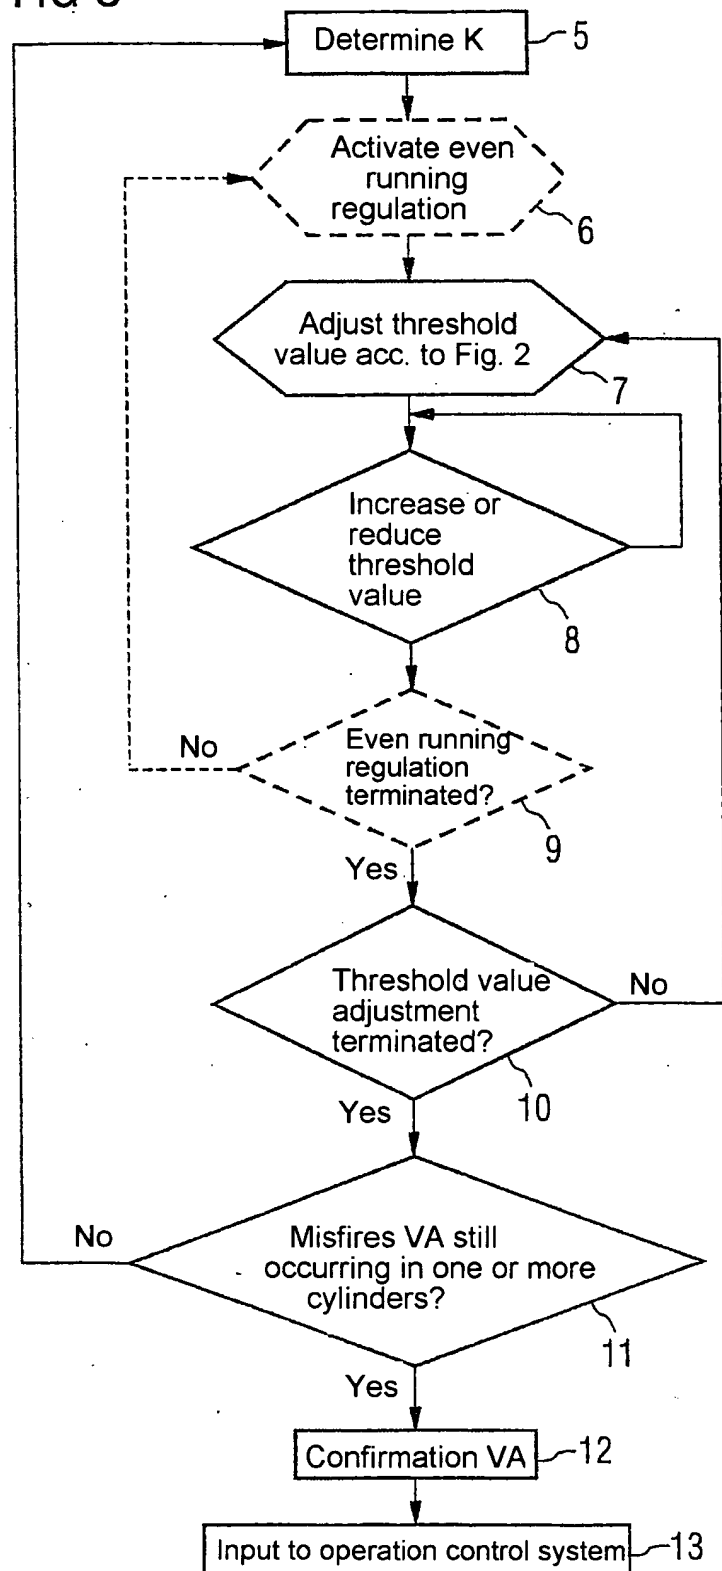 Determine K
5
Activate even
running
regulation
6
Adjust threshold
value acc. to Fig. 2
7
Increase or
reduce
threshold
value
8
No
Even running
regulation
terminated?
9
Yes
Threshold value
adjustment
terminated?
No
10
Yes
No
Misfires VA still
occurring in one or more
cylinders?
11
Yes
Confirmation VA
12
Input to operation control system
13